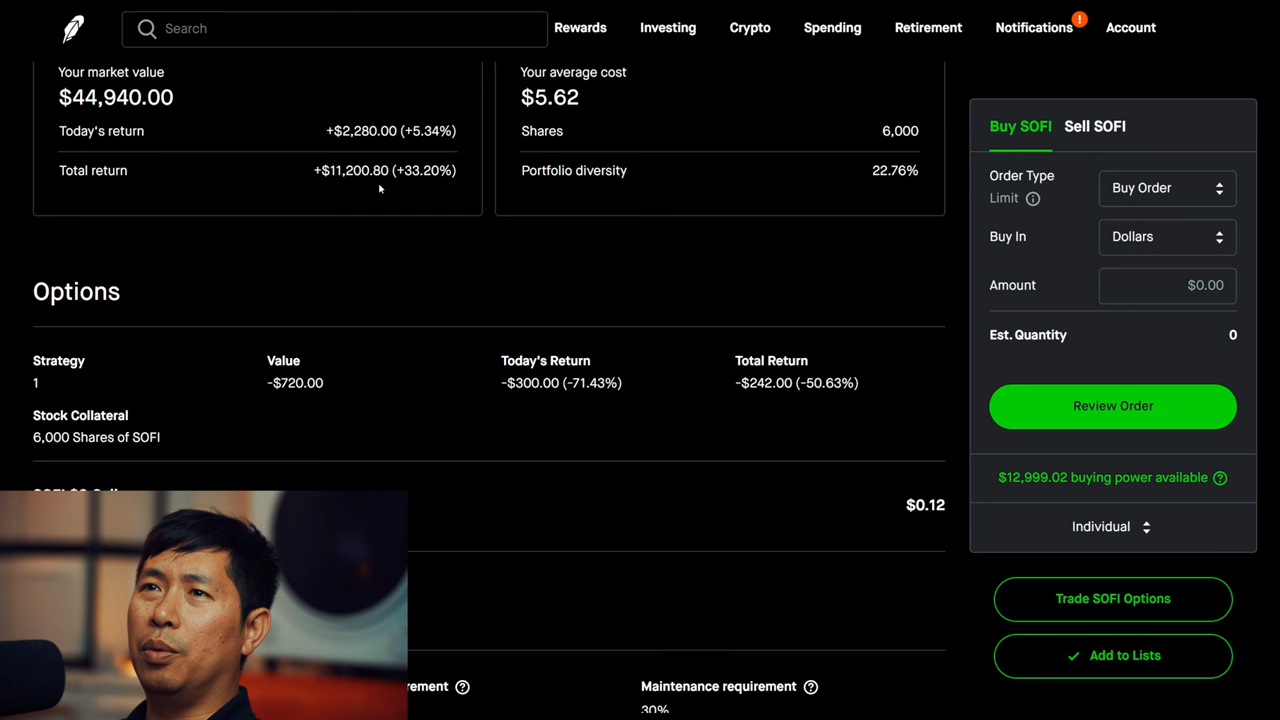 Search
Rewards
Investing
Crypto
Spending
Retirement
Notifications
!
Account
Your market value
$44,940.00
Today's return
+$2,280.00 (+5.34%)
Total return
+$11,200.80 (+33.20%)
Your average cost
$5.62
Shares
6,000
Portfolio diversity
22.76%
Options
Strategy
Value
Today's Return
Total Return
1
-$720.00
-$300.00 (-71.43%)
-$242.00 (-50.63%)
Stock Collateral
6,000 Shares of SOFI
$0.12
Maintenance requirement
30%
Buy SOFI
Sell SOFI
Order Type
Limit
Buy Order
Buy In
Dollars
Amount
$0.00
Est. Quantity
0
Review Order
$12,999.02 buying power available
Individual
Trade SOFI Options
Add to Lists